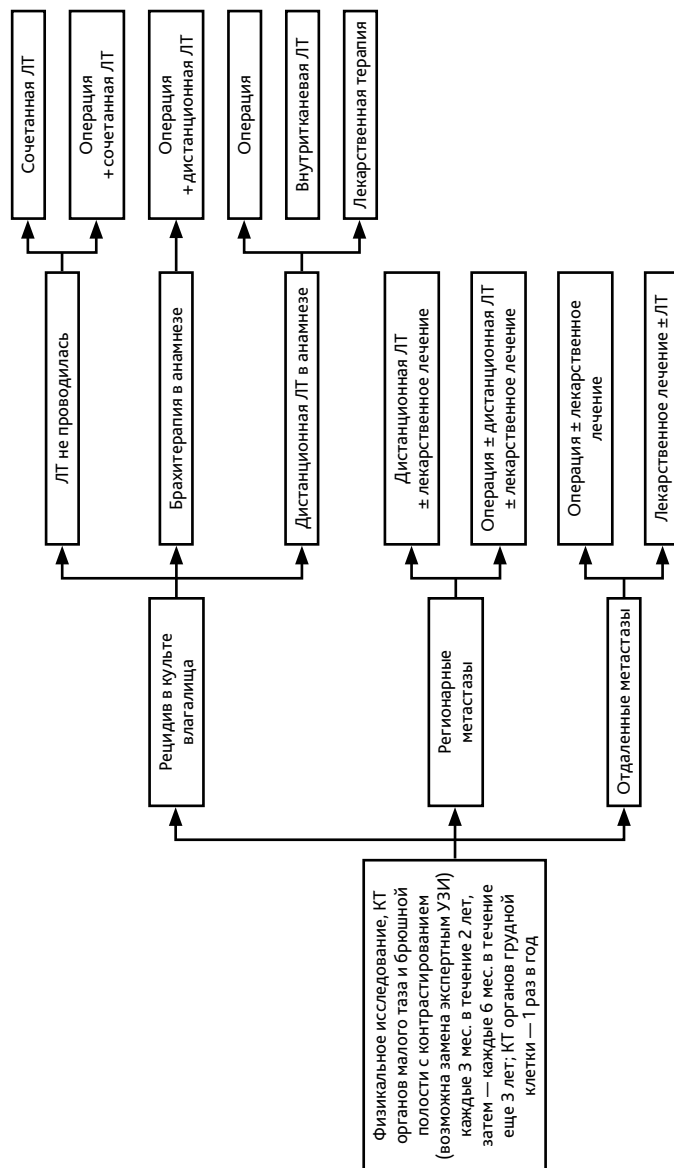 Физикальное исследование, КТ
органов малого таза и брюшной
полости с контрастированием
(возможна замена экспертным УЗИ)
каждые 3 мес. в течение 2 лет,
затем — каждые 6 мес. в течение
еще 3 лет; КТ органов грудной
клетки — 1 раз в год
Рецидив в культе
влагалища
Регионарные
метастазы
Отдаленные метастазы
ЛТ не проводилась
Брахитерапия в анамнезе
Дистанционная ЛТ в анамнезе
Дистанционная ЛТ
± лекарственное лечение
Операция ± дистанционная ЛТ
± лекарственное лечение
Операция ± лекарственное
лечение
Лекарственное лечение ± ЛТ
Сочетанная ЛТ
Операция
+ сочетанная ЛТ
Операция
+ дистанционная ЛТ
Операция
Внутритканевая ЛТ
Лекарственная терапия